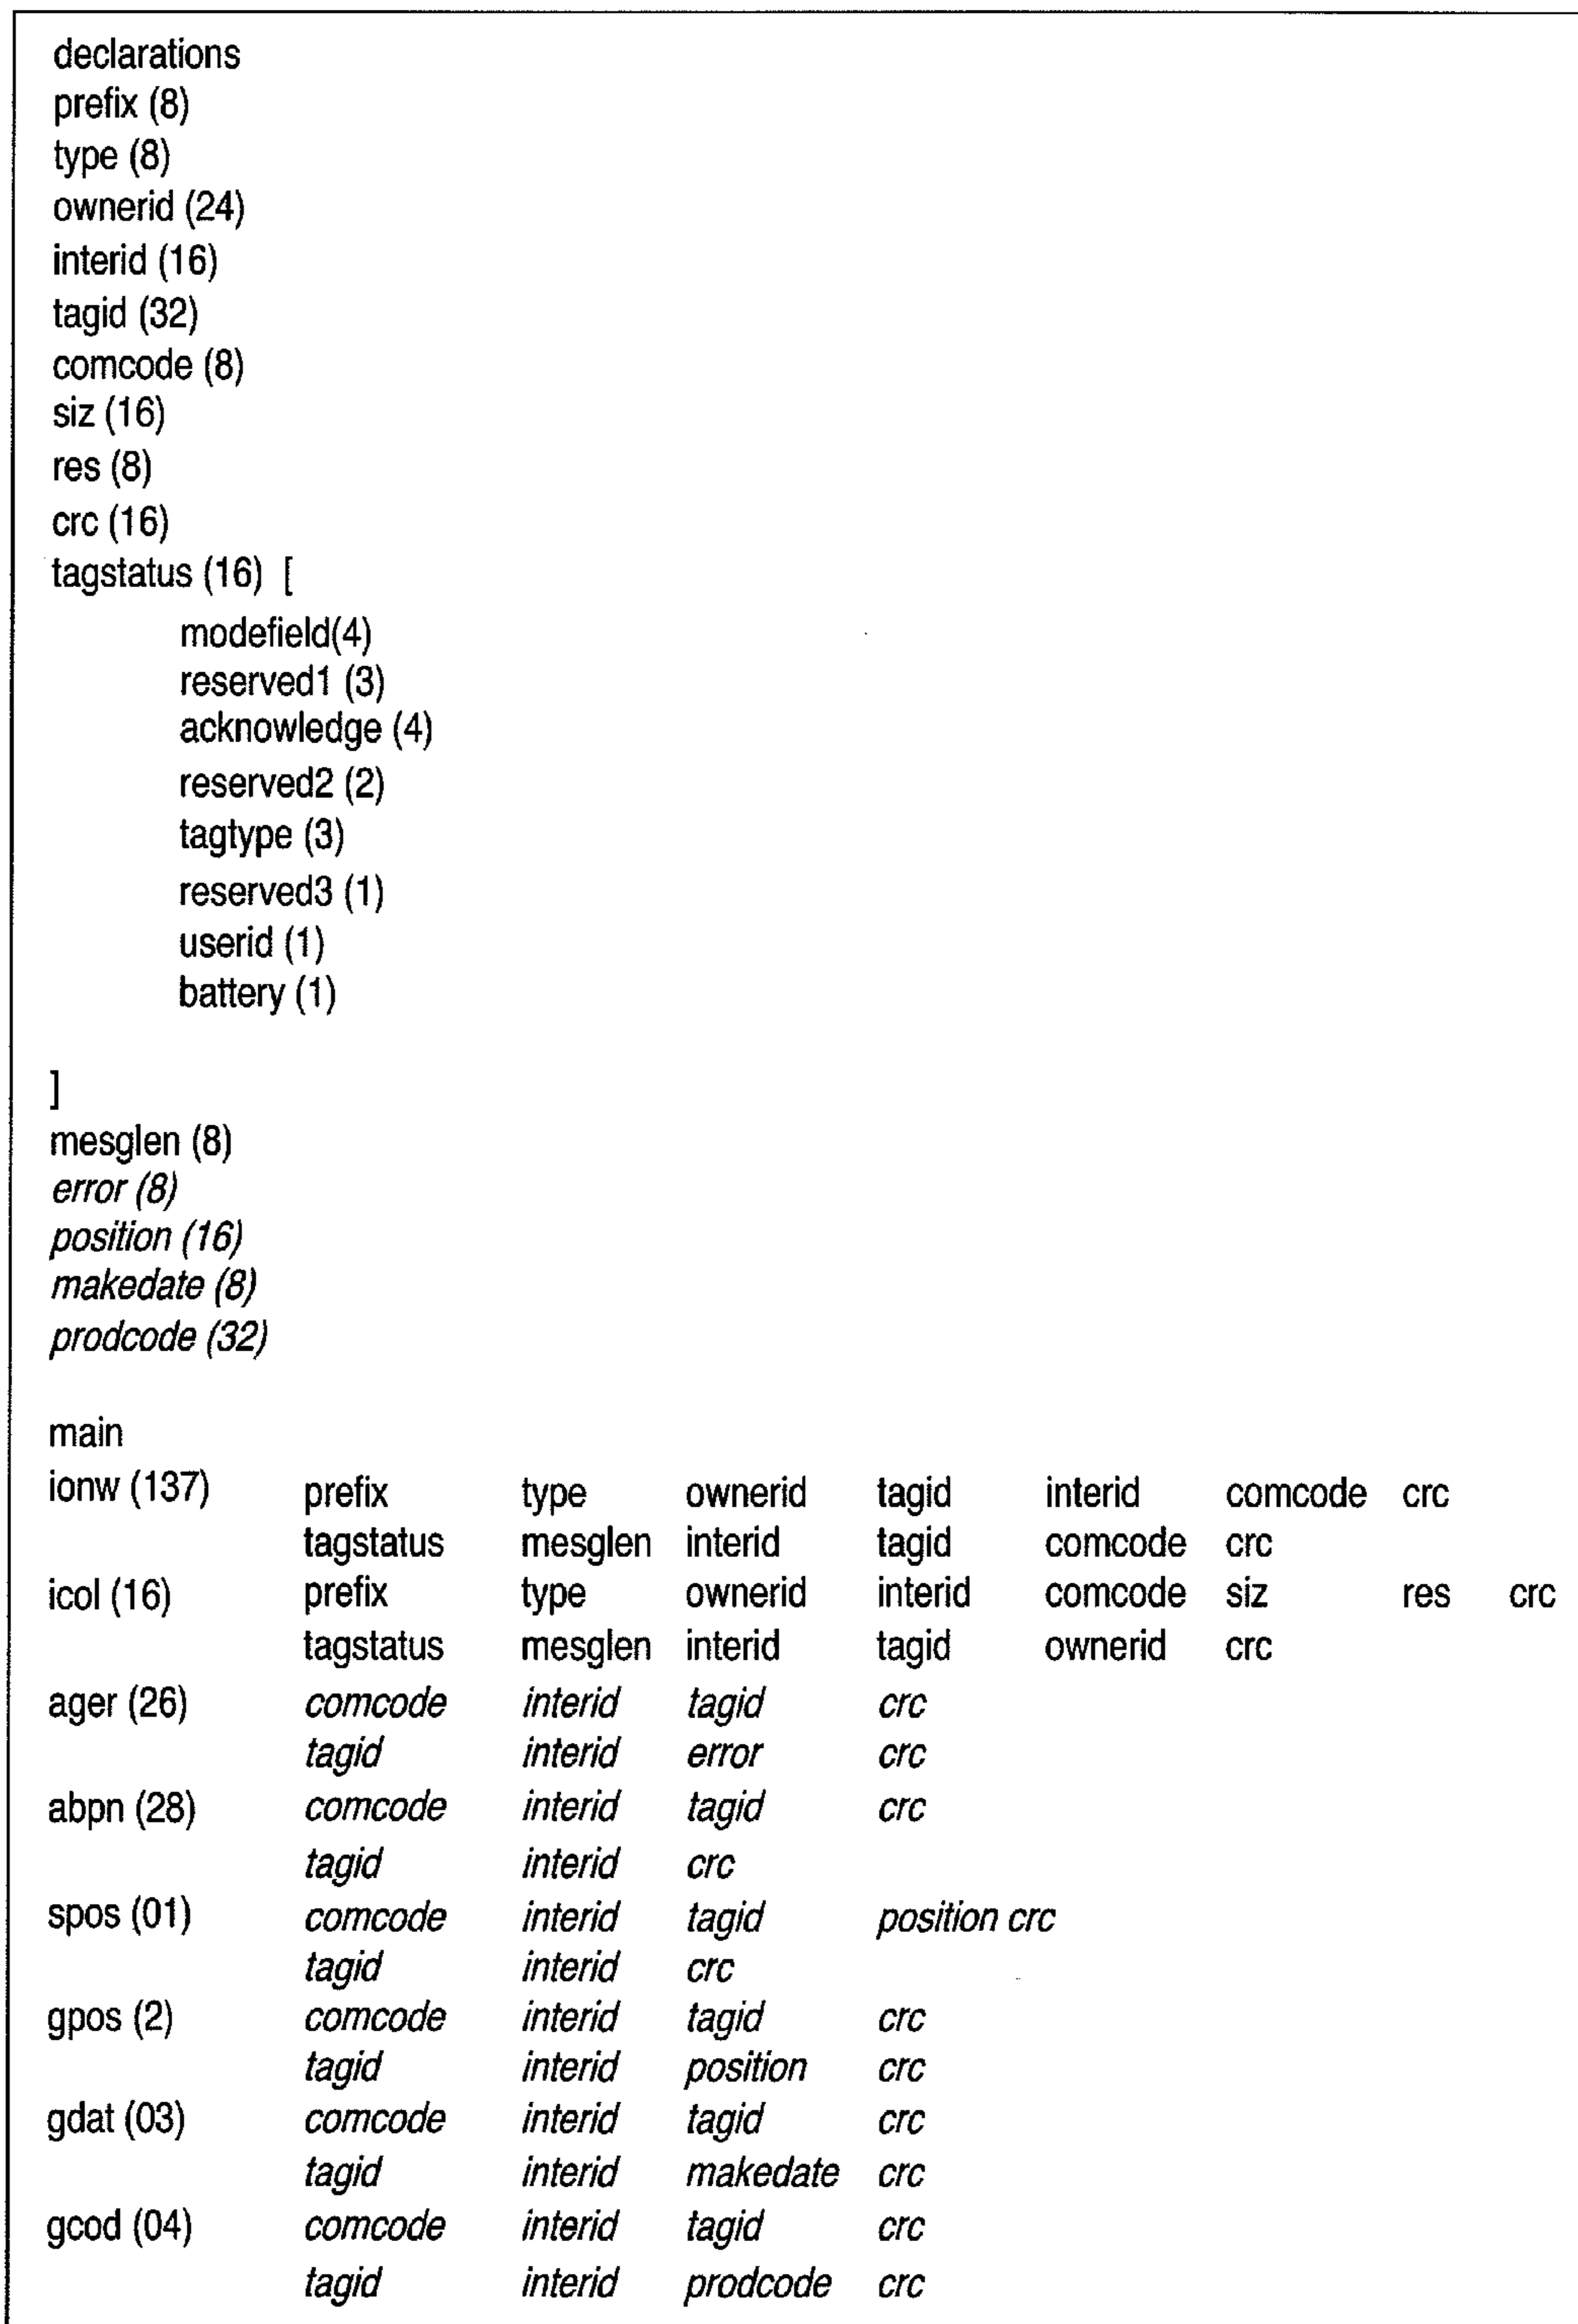 declarations
prefix (8)
type (8)
ownerid (24)
interid (16)
tagid (32)
comcode (8)
siz (16)
res (8)
crc (16)
tagstatus (16) [
modefield(4)
reserved1 (3)
acknowledge (4)
reserved2 (2)
tagtype (3)
reserved3 (1)
userid (1)
battery (1)
]
mesglen (8)
error (8)
position (16)
makedate (8)
prodcode (32)
main
ionw (137) prefix type ownerid tagid interid comcode crc
tagstatus mesglen interid tagid comcode crc
icol (16) prefix type ownerid interid comcode siz res crc
tagstatus mesglen interid tagid ownerid crc
ager (26) comcode interid tagid crc
tagid interid error crc
abpn (28) comcode interid tagid crc
tagid interid crc
spos (01) comcode interid tagid position crc
tagid interid crc
gpos (2) comcode interid tagid crc
tagid interid position crc
gdat (03) comcode interid tagid crc
tagid interid makedate crc
gcod (04) comcode interid tagid crc
tagid interid prodcode crc